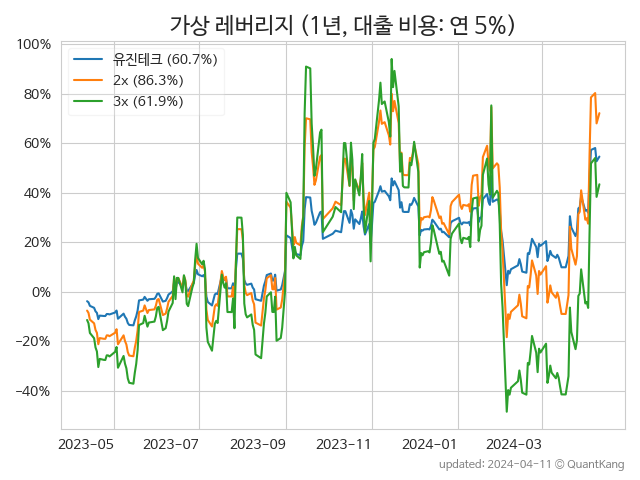 가상 레버리지 (1년, 대출 비용: 연 5%)
유진테크 (60.7%)
2x (86.3%)
3x (61.9%)
100%
80%
60%
40%
20%
0%
−20%
−40%
2023-05 2023-07 2023-09 2023-11 2024-01 2024-03
updated: 2024-04-11 © QuantKang